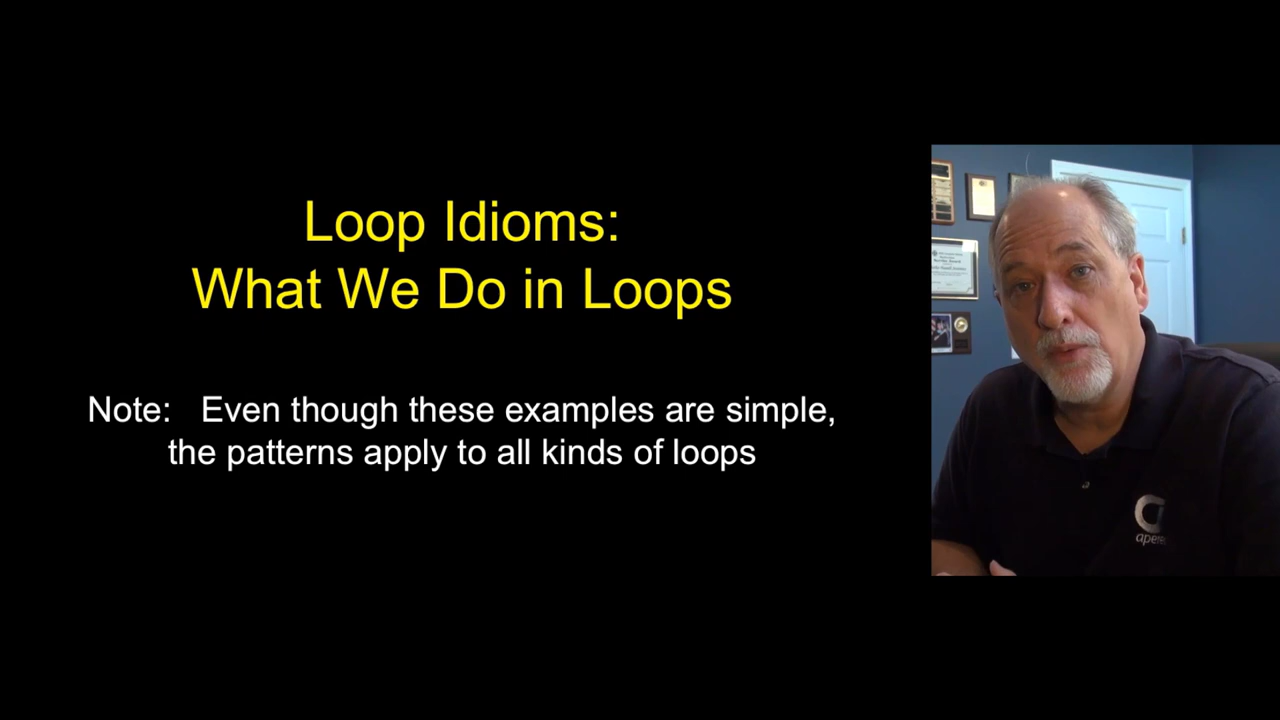 Loop Idioms:
What We Do in Loops
Note: Even though these examples are simple,
the patterns apply to all kinds of loops